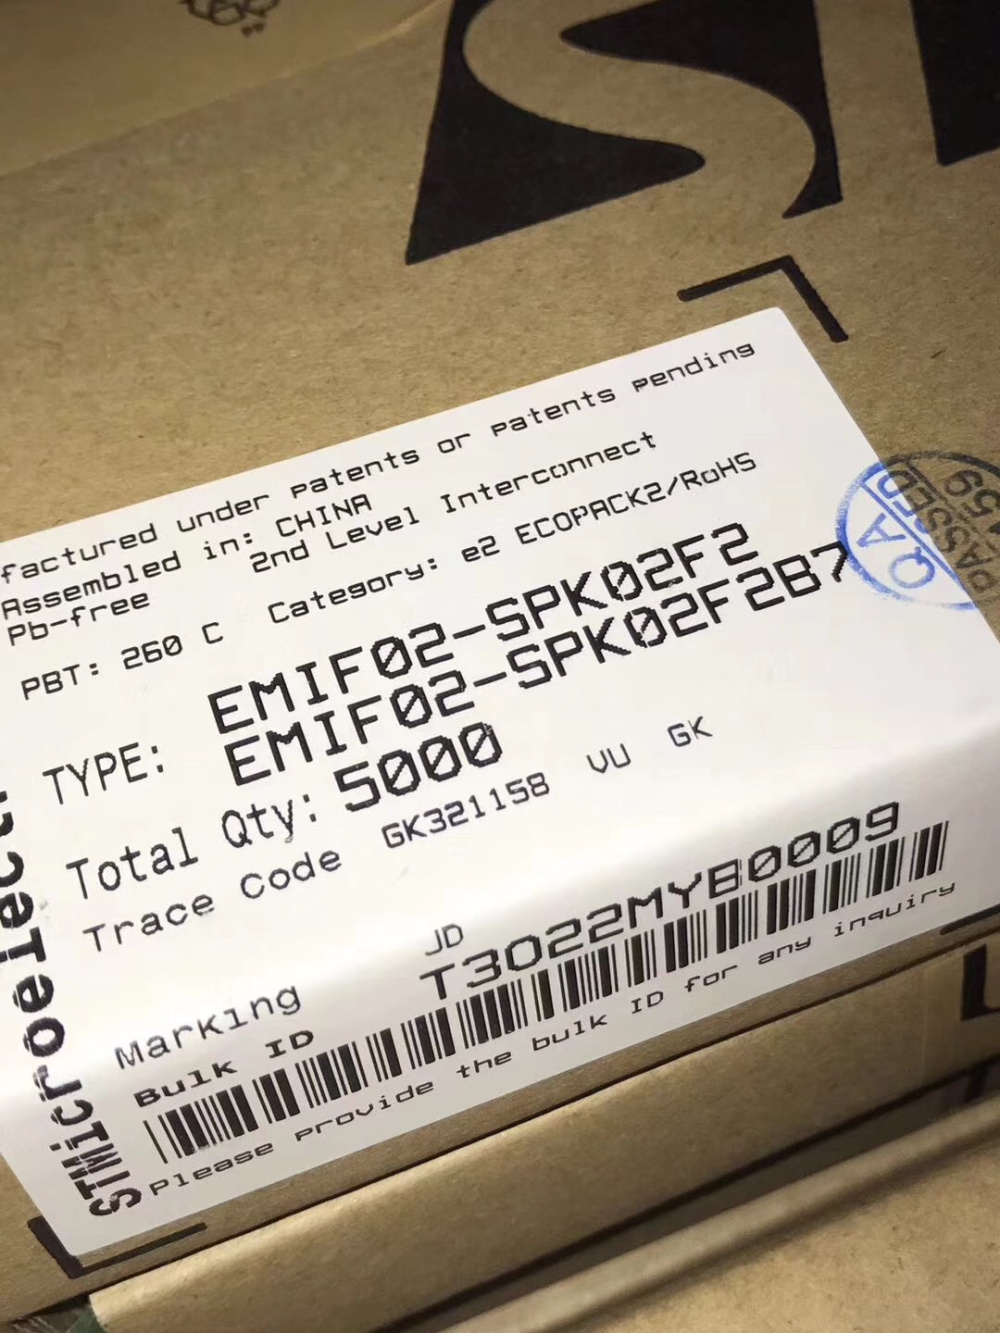 factured under patents or patents pending
Assembled in: CHINA
Pb-free 2nd Level Interconnect
PBT: 260 C Category: e2 ECOPACK2/RoHS
TYPE: EMIF02-SPK02F2
EMIF02-SPK02F2B7
Total Qty: 5000
Trace code GK321158 VU GK
Marking JD
Bulk ID T3022MYB0009
Please provide the bulk ID for any inquiry
STMicroelect
QA
PASSED